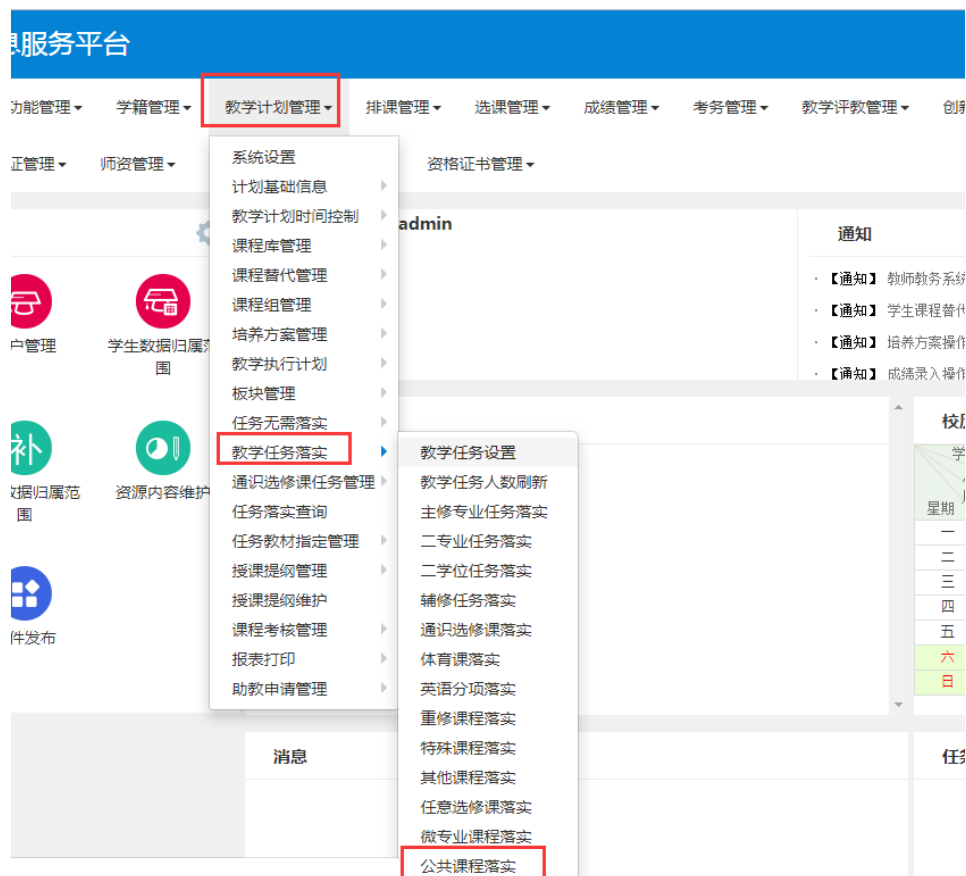 息服务平台
功能管理 学籍管理 教学计划管理 排课管理 选课管理 成绩管理 考务管理 教学评教管理 创新
证管理 师资管理 资格证书管理
系统设置
计划基础信息
教学计划时间控制
课程库管理
课程替代管理
课程组管理
培养方案管理
教学执行计划
板块管理
任务无需落实
教学任务落实
通识选修课任务管理
任务落实查询
任务教材指定管理
授课提纲管理
授课提纲维护
课程考核管理
报表打印
助教申请管理
教学任务设置
教学任务人数刷新
主修专业任务落实
二专业任务落实
二学位任务落实
辅修任务落实
通识选修课落实
体育课落实
英语分项落实
重修课程落实
特殊课程落实
其他课程落实
任意选修课落实
微专业课程落实
公共课程落实
户管理
学生数据归属范
围
补
数据归属范
围
资源内容维护
件发布
admin
通知
· 【通知】 教师教务系统
· 【通知】 学生课程替代
· 【通知】 培养方案操作
· 【通知】 成绩录入操作
校历
学
星期
一
二
三
四
五
六
日
消息
任务